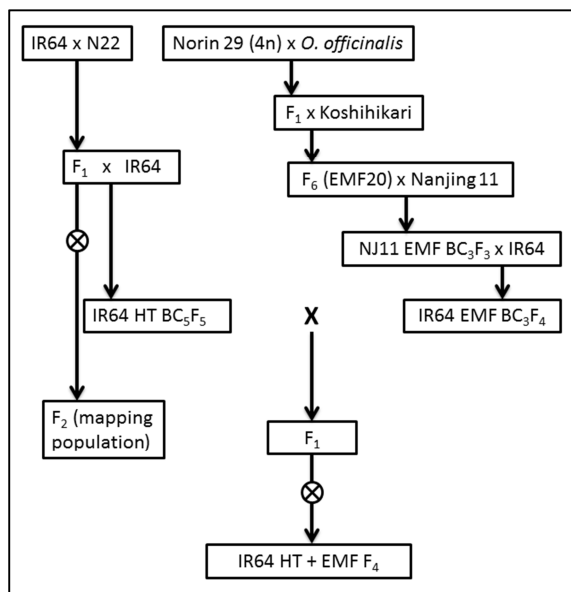 IR64 x N22
Norin 29 (4n) x O. officinalis
F₁ x Koshihikari
F₁ x IR64
F₆ (EMF20) x Nanjing 11
NJ11 EMF BC₃F₃ x IR64
IR64 HT BC₅F₅
X
IR64 EMF BC₃F₄
F₂ (mapping
population)
F₁
IR64 HT + EMF F₄